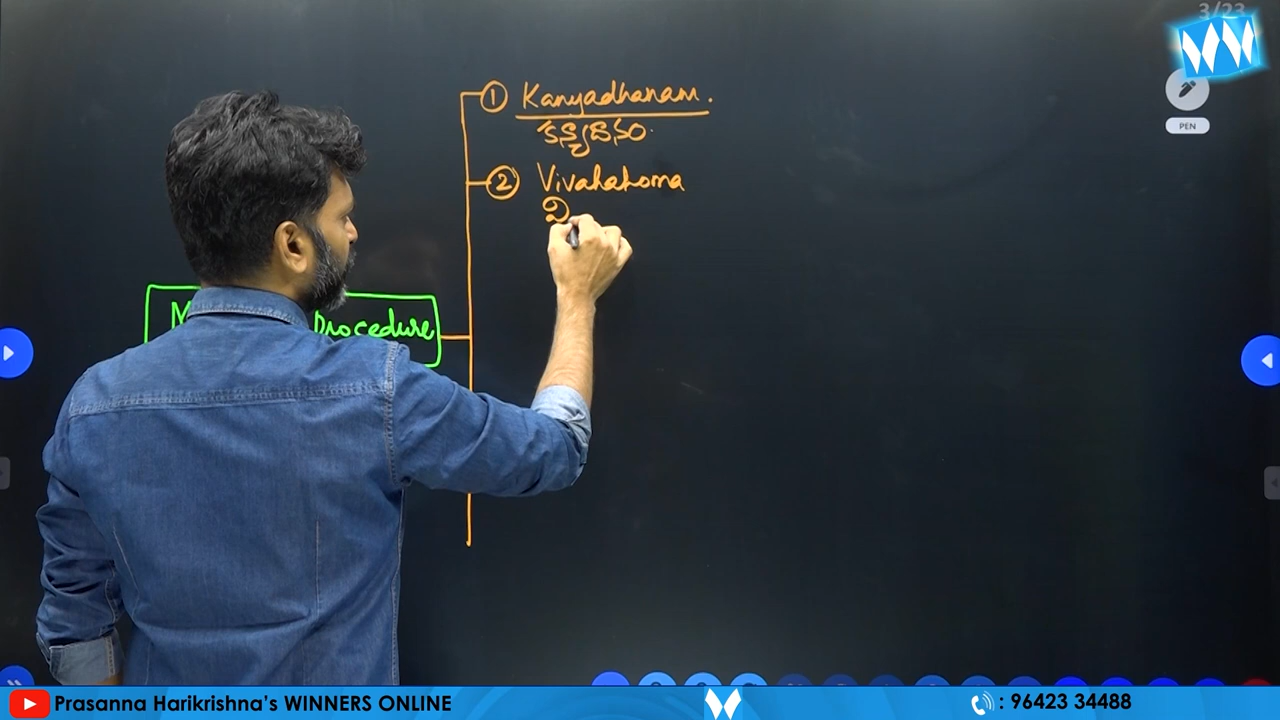 3/23
W
PEN
① Kanyadhanam.
కన్యాదానం.
② Vivahahoma
వి
Procedure
Prasanna Harikrishna's WINNERS ONLINE
: 96423 34488